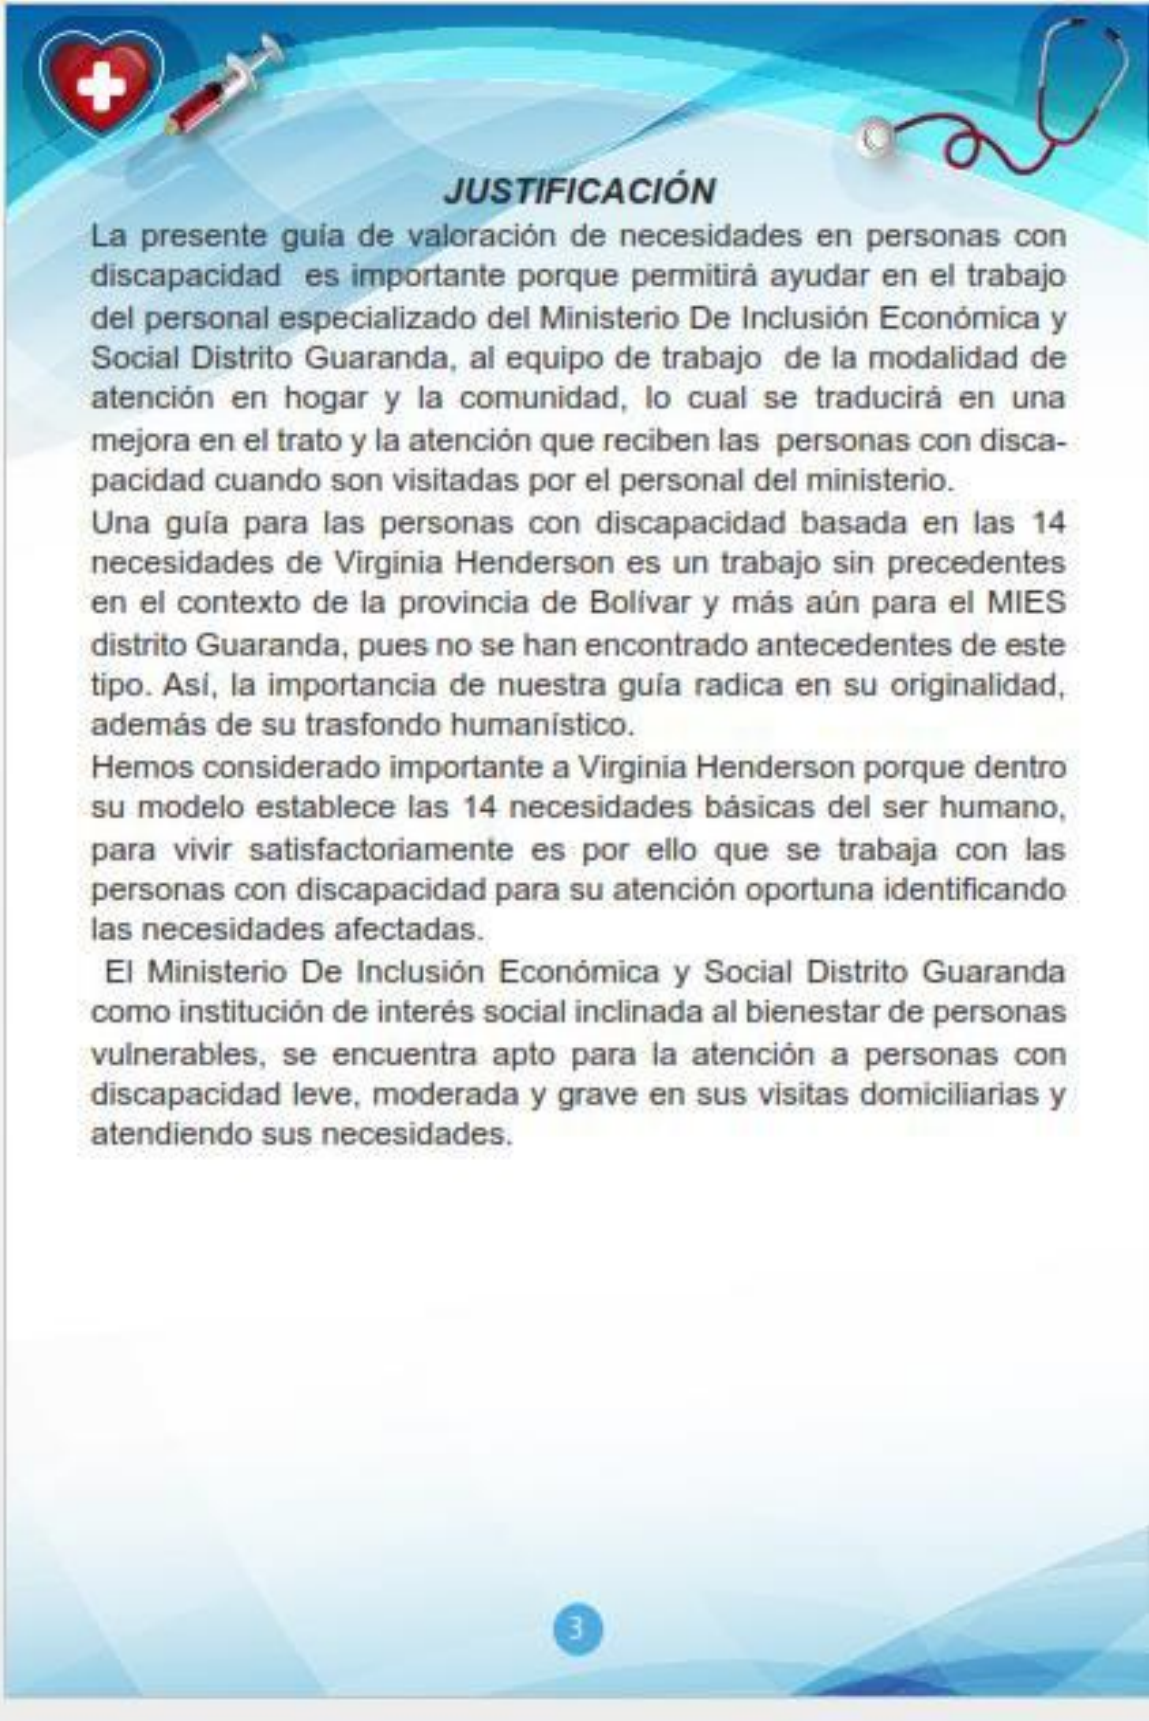 JUSTIFICACIÓN
La presente guía de valoración de necesidades en personas con
discapacidad es importante porque permitirá ayudar en el trabajo
del personal especializado del Ministerio De Inclusión Económica y
Social Distrito Guaranda, al equipo de trabajo de la modalidad de
atención en hogar y la comunidad, lo cual se traducirá en una
mejora en el trato y la atención que reciben las personas con disca-
pacidad cuando son visitadas por el personal del ministerio.
Una guía para las personas con discapacidad basada en las 14
necesidades de Virginia Henderson es un trabajo sin precedentes
en el contexto de la provincia de Bolívar y más aún para el MIES
distrito Guaranda, pues no se han encontrado antecedentes de este
tipo. Así, la importancia de nuestra guía radica en su originalidad,
además de su trasfondo humanístico.
Hemos considerado importante a Virginia Henderson porque dentro
su modelo establece las 14 necesidades básicas del ser humano,
para vivir satisfactoriamente es por ello que se trabaja con las
personas con discapacidad para su atención oportuna identificando
las necesidades afectadas.
El Ministerio De Inclusión Económica y Social Distrito Guaranda
como institución de interés social inclinada al bienestar de personas
vulnerables, se encuentra apto para la atención a personas con
discapacidad leve, moderada y grave en sus visitas domiciliarias y
atendiendo sus necesidades.
3